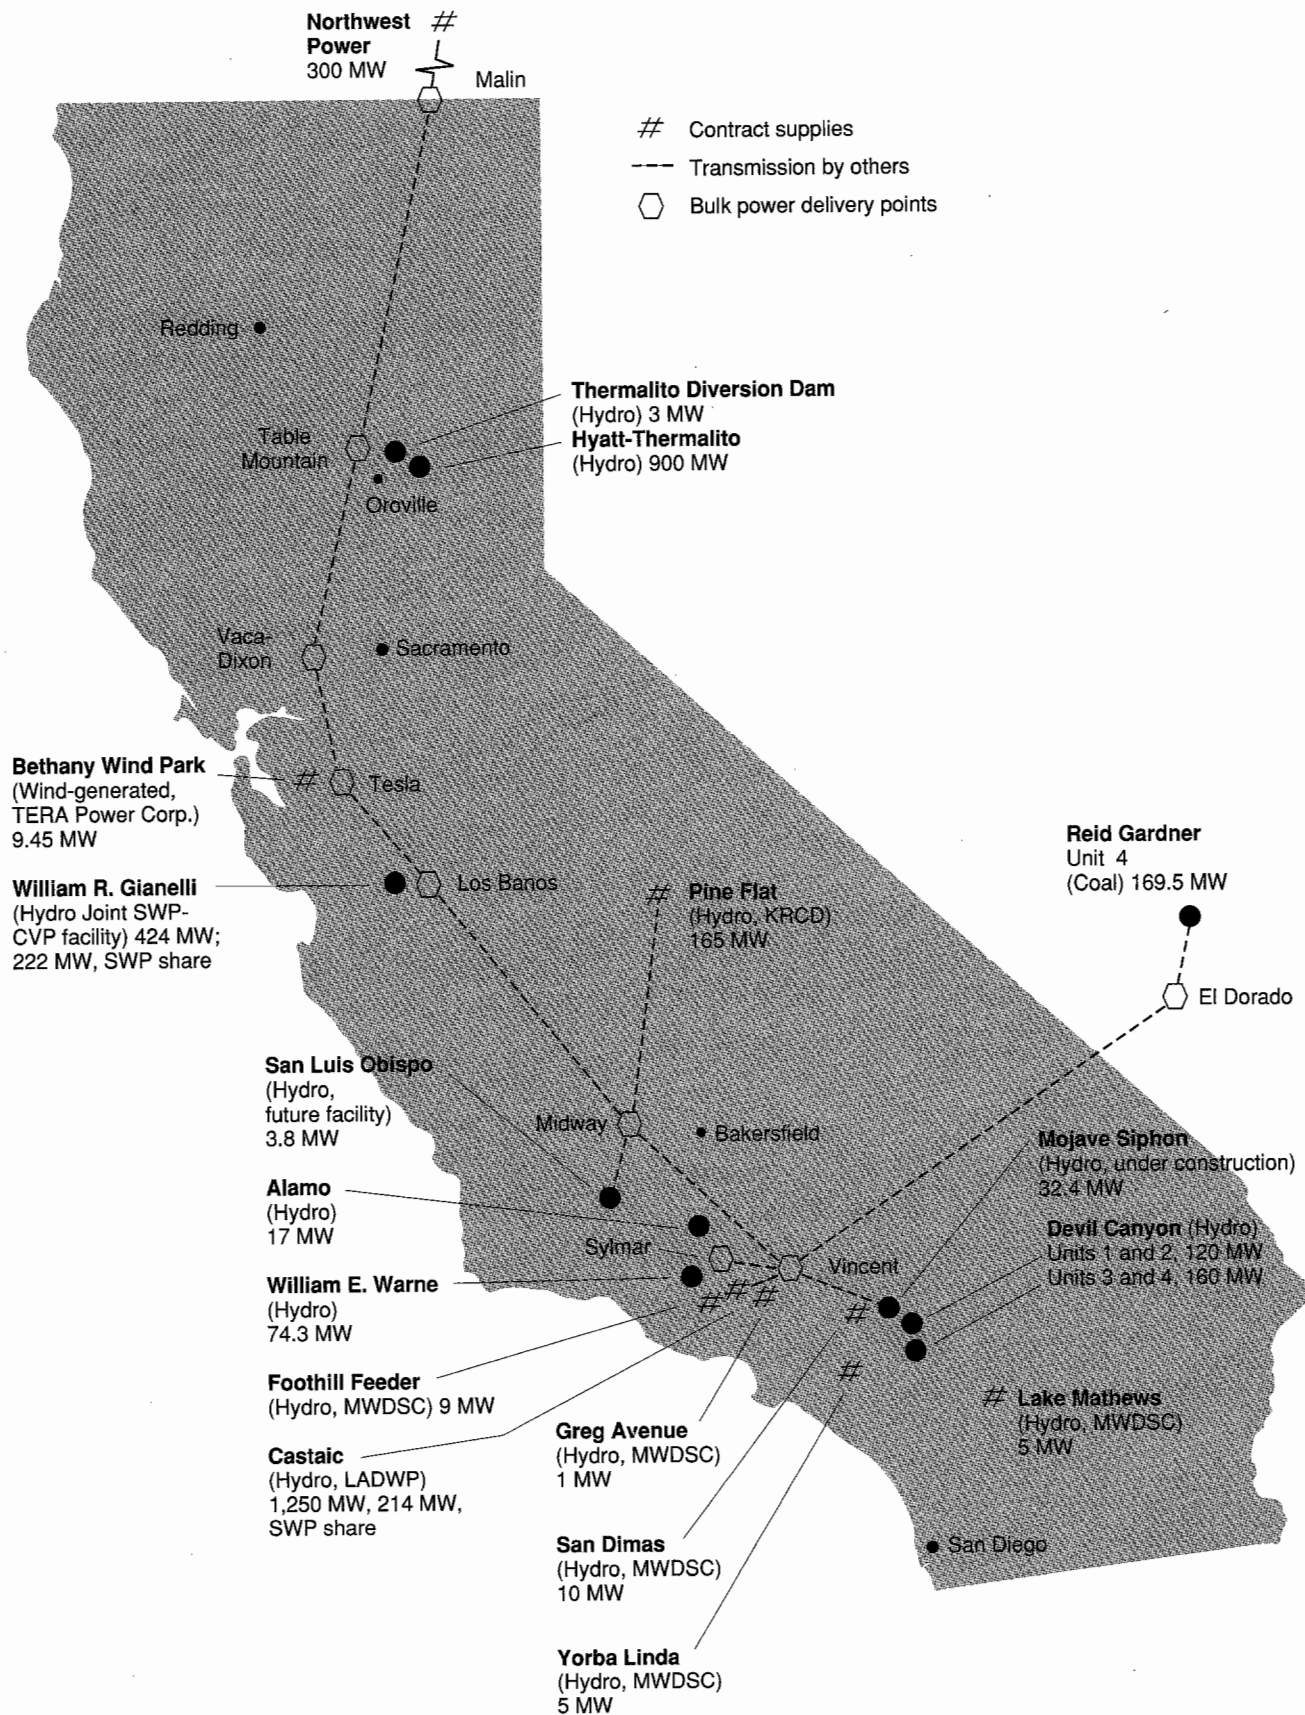 Northwest #
Power
300 MW
Malin
# Contract supplies
Transmission by others
Bulk power delivery points
Redding
Thermalito Diversion Dam
(Hydro) 3 MW
Hyatt-Thermalito
(Hydro) 900 MW
Table
Mountain
Oroville
Vaca-
Dixon
Sacramento
Bethany Wind Park
(Wind-generated,
TERA Power Corp.)
9.45 MW
# Tesla
Reid Gardner
Unit 4
(Coal) 169.5 MW
William R. Gianelli
(Hydro Joint SWP-
CVP facility) 424 MW;
222 MW, SWP share
Los Banos
# Pine Flat
(Hydro, KRCD)
165 MW
El Dorado
San Luis Obispo
(Hydro,
future facility)
3.8 MW
Midway
Bakersfield
Mojave Siphon
(Hydro, under construction)
32.4 MW
Alamo
(Hydro)
17 MW
Devil Canyon (Hydro)
Units 1 and 2, 120 MW
Units 3 and 4, 160 MW
Sylmar
Vincent
William E. Warne
(Hydro)
74.3 MW
# # #
#
#
Foothill Feeder
(Hydro, MWDSC) 9 MW
# Lake Mathews
(Hydro, MWDSC)
5 MW
Castaic
(Hydro, LADWP)
1,250 MW, 214 MW,
SWP share
Greg Avenue
(Hydro, MWDSC)
1 MW
San Dimas
(Hydro, MWDSC)
10 MW
San Diego
Yorba Linda
(Hydro, MWDSC)
5 MW